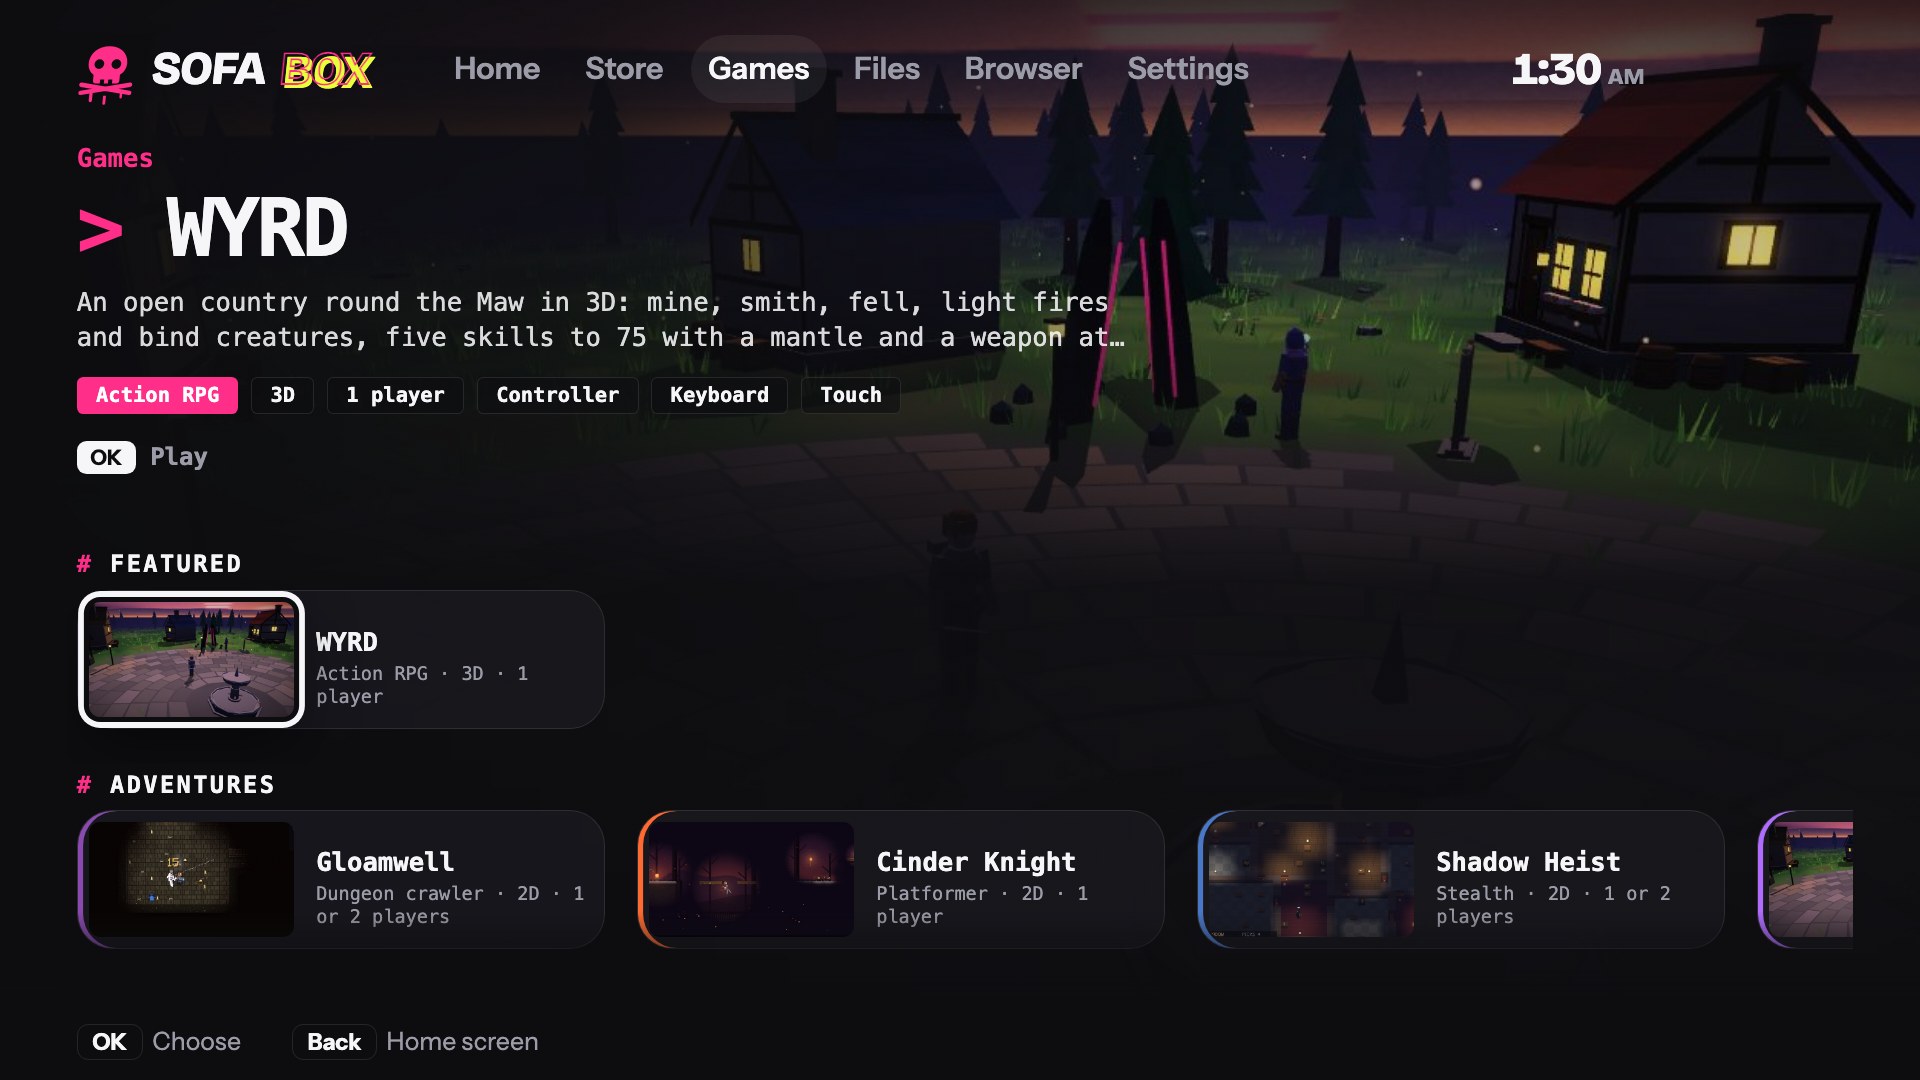 SOFA BOX
Home Store Games Files Browser Settings
1:30 AM
Games
> WYRD
An open country round the Maw in 3D: mine, smith, fell, light fires
and bind creatures, five skills to 75 with a mantle and a weapon at…
Action RPG 3D 1 player Controller Keyboard Touch
OK Play
# FEATURED
WYRD
Action RPG · 3D · 1
player
# ADVENTURES
Gloamwell
Dungeon crawler · 2D · 1
or 2 players
Cinder Knight
Platformer · 2D · 1
player
Shadow Heist
Stealth · 2D · 1 or 2
players
15
OK Choose Back Home screen